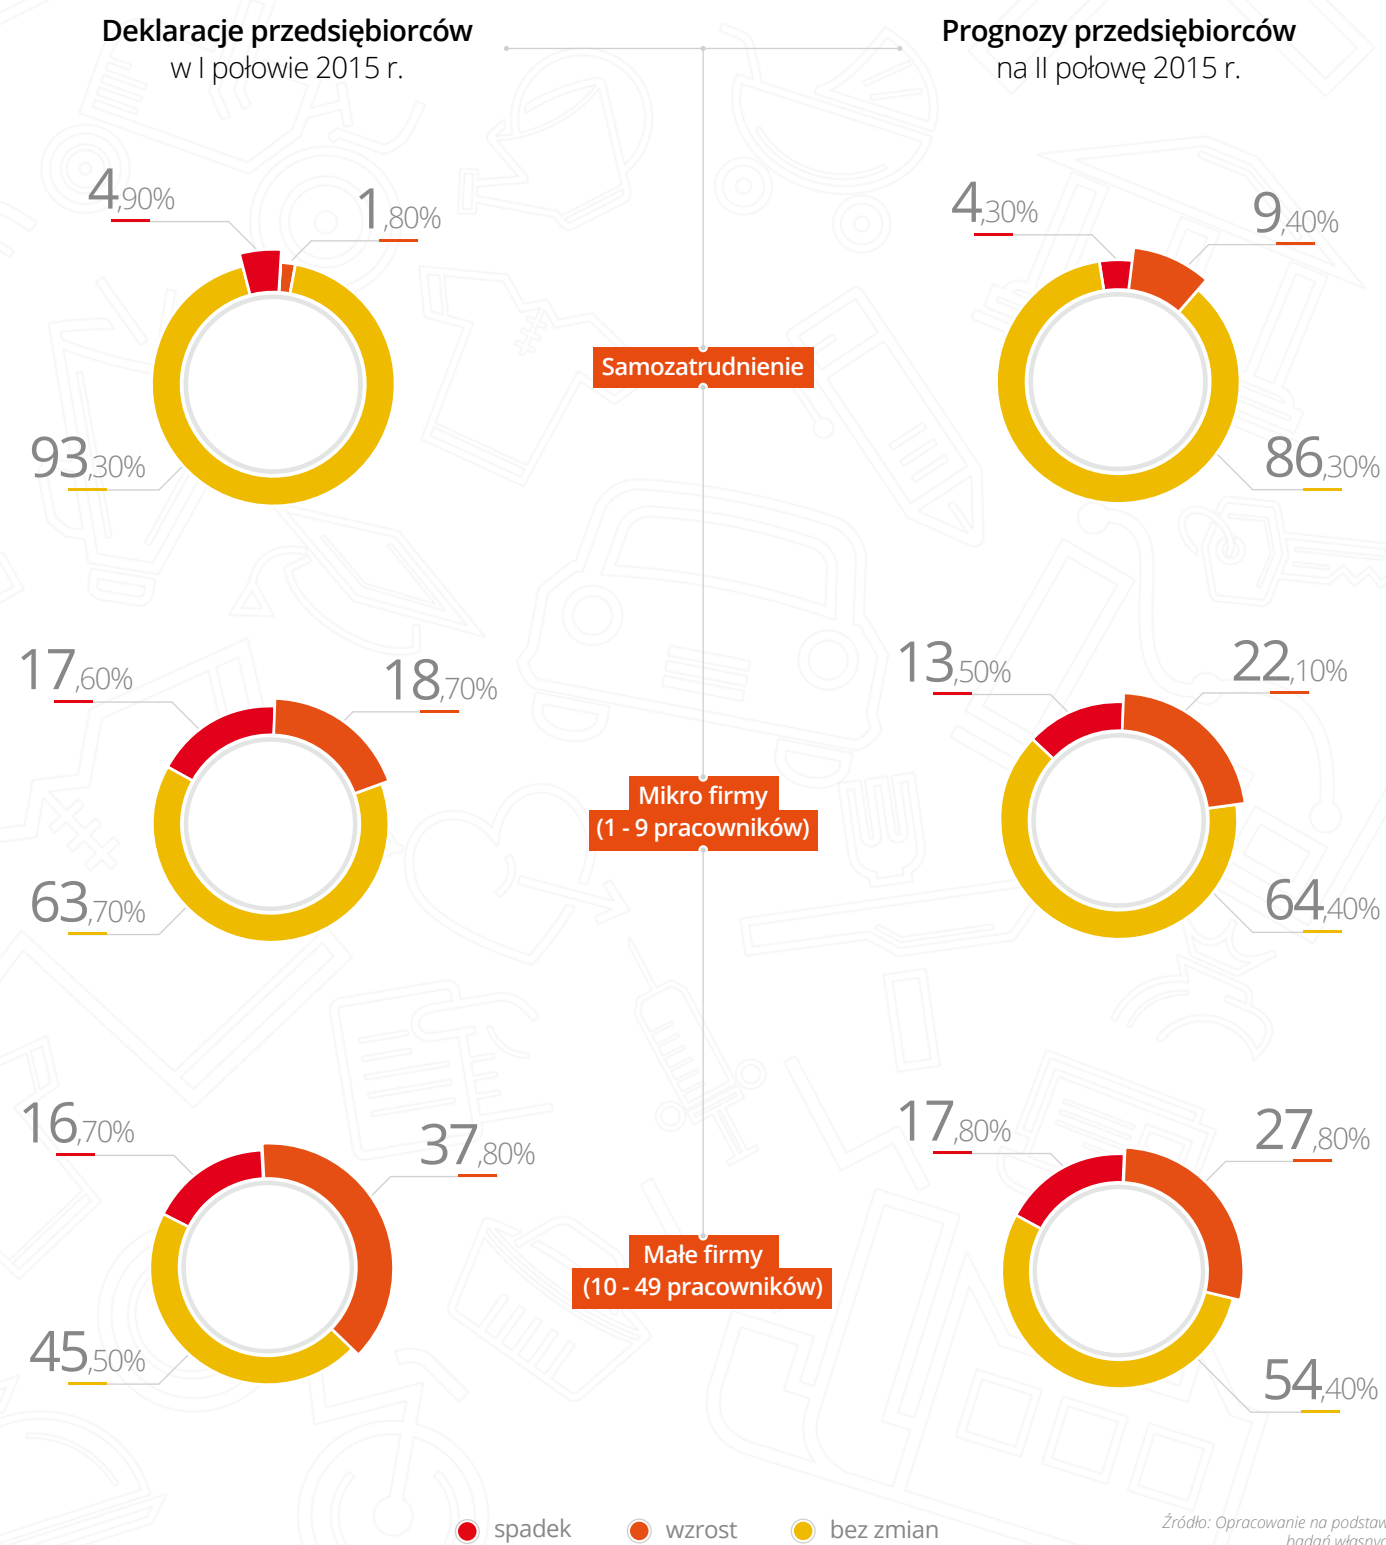 Deklaracje przedsiębiorców
w I połowie 2015 r.
Prognozy przedsiębiorców
na II połowę 2015 r.
4,90%
1,80%
93,30%
Samozatrudnienie
4,30%
9,40%
86,30%
17,60%
18,70%
63,70%
Mikro firmy
(1 - 9 pracowników)
13,50%
22,10%
64,40%
16,70%
37,80%
45,50%
Małe firmy
(10 - 49 pracowników)
17,80%
27,80%
54,40%
spadek
wzrost
bez zmian
Źródło: Opracowanie na podstaw
badań własnyc